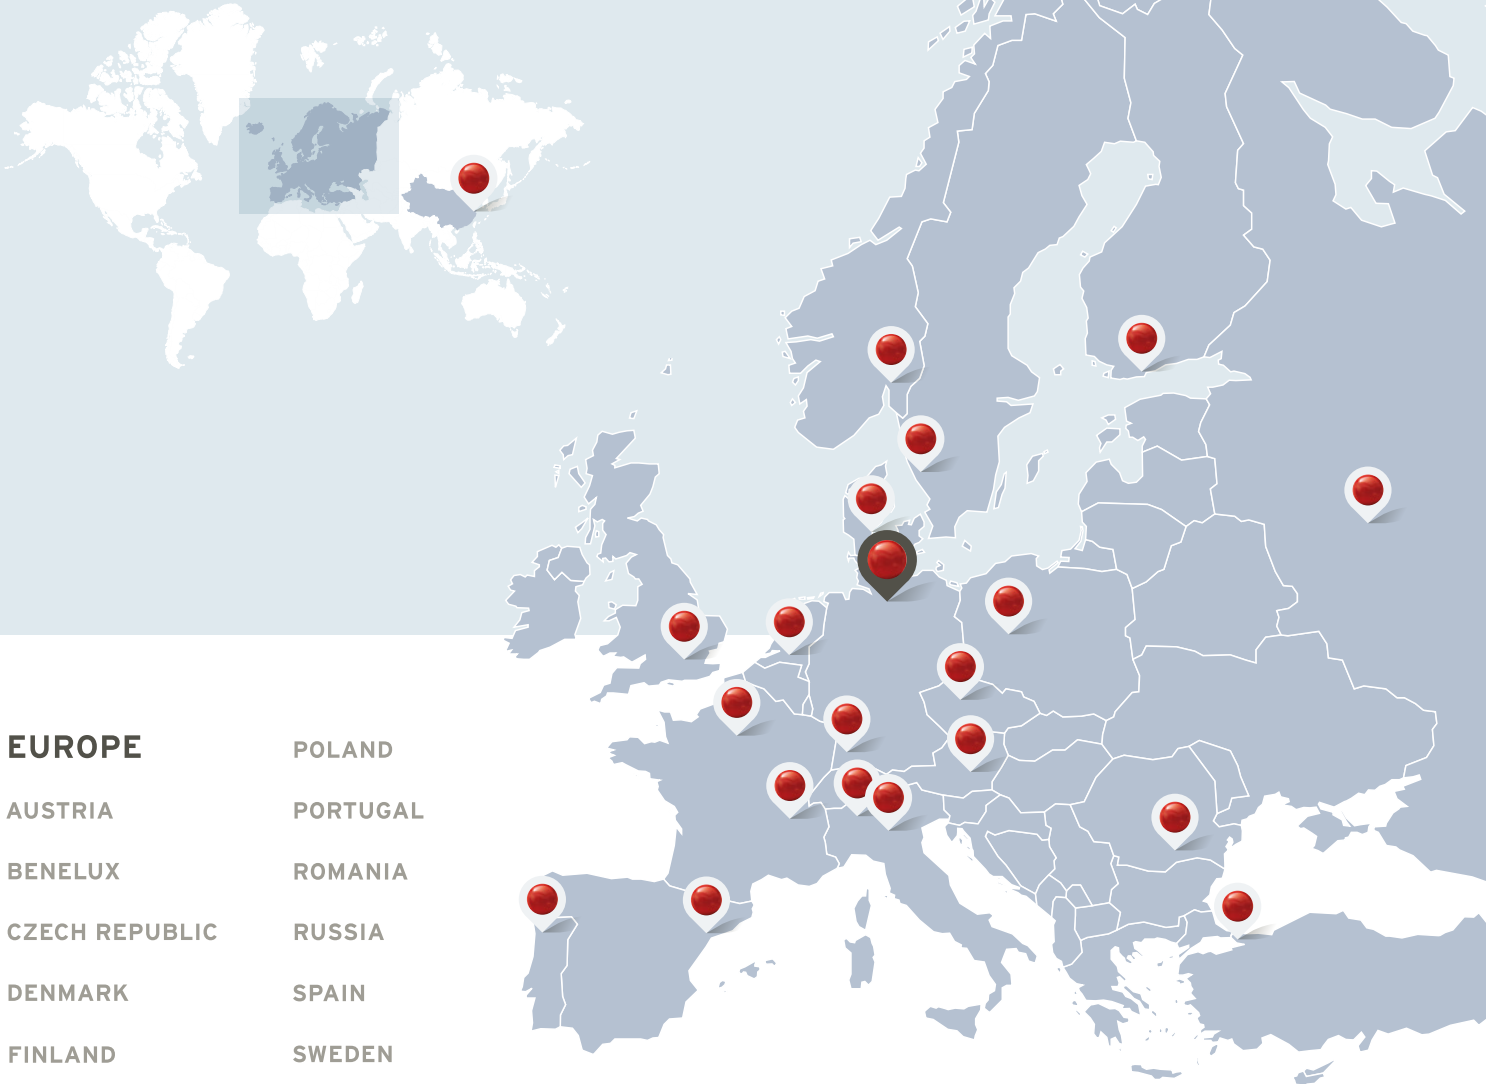 EUROPE
AUSTRIA
BENELUX
CZECH REPUBLIC
DENMARK
FINLAND
POLAND
PORTUGAL
ROMANIA
RUSSIA
SPAIN
SWEDEN